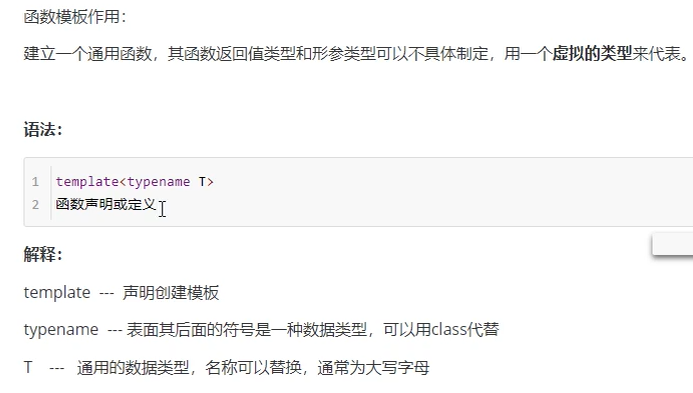 函数模板作用：
建立一个通用函数，其函数返回值类型和形参类型可以不具体制定，用一个虚拟的类型来代表。
语法：
1 template<typename T>
2 函数声明或定义
解释：
template --- 声明创建模板
typename --- 表面其后面的符号是一种数据类型，可以用class代替
T --- 通用的数据类型，名称可以替换，通常为大写字母